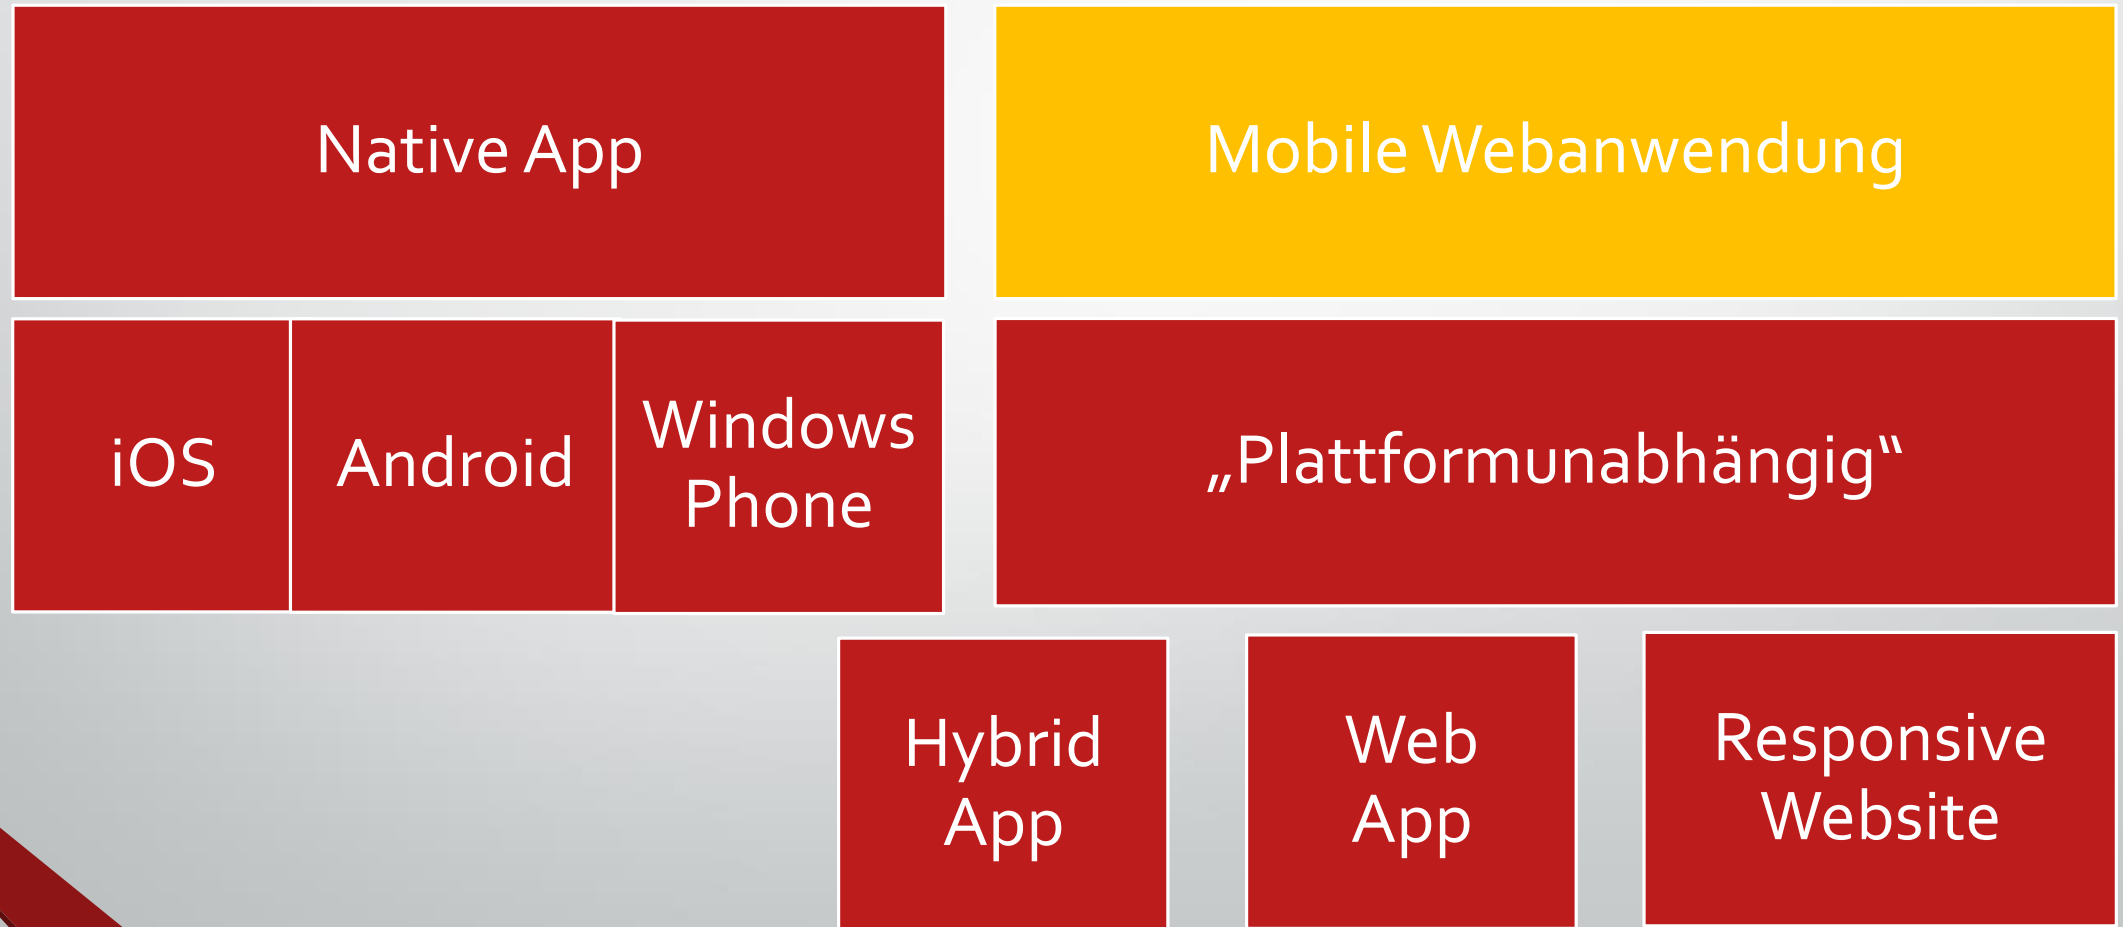 Native App
Mobile Webanwendung
iOS
Android
Windows
Phone
„Plattformunabhängig“
Hybrid
App
Web
App
Responsive
Website